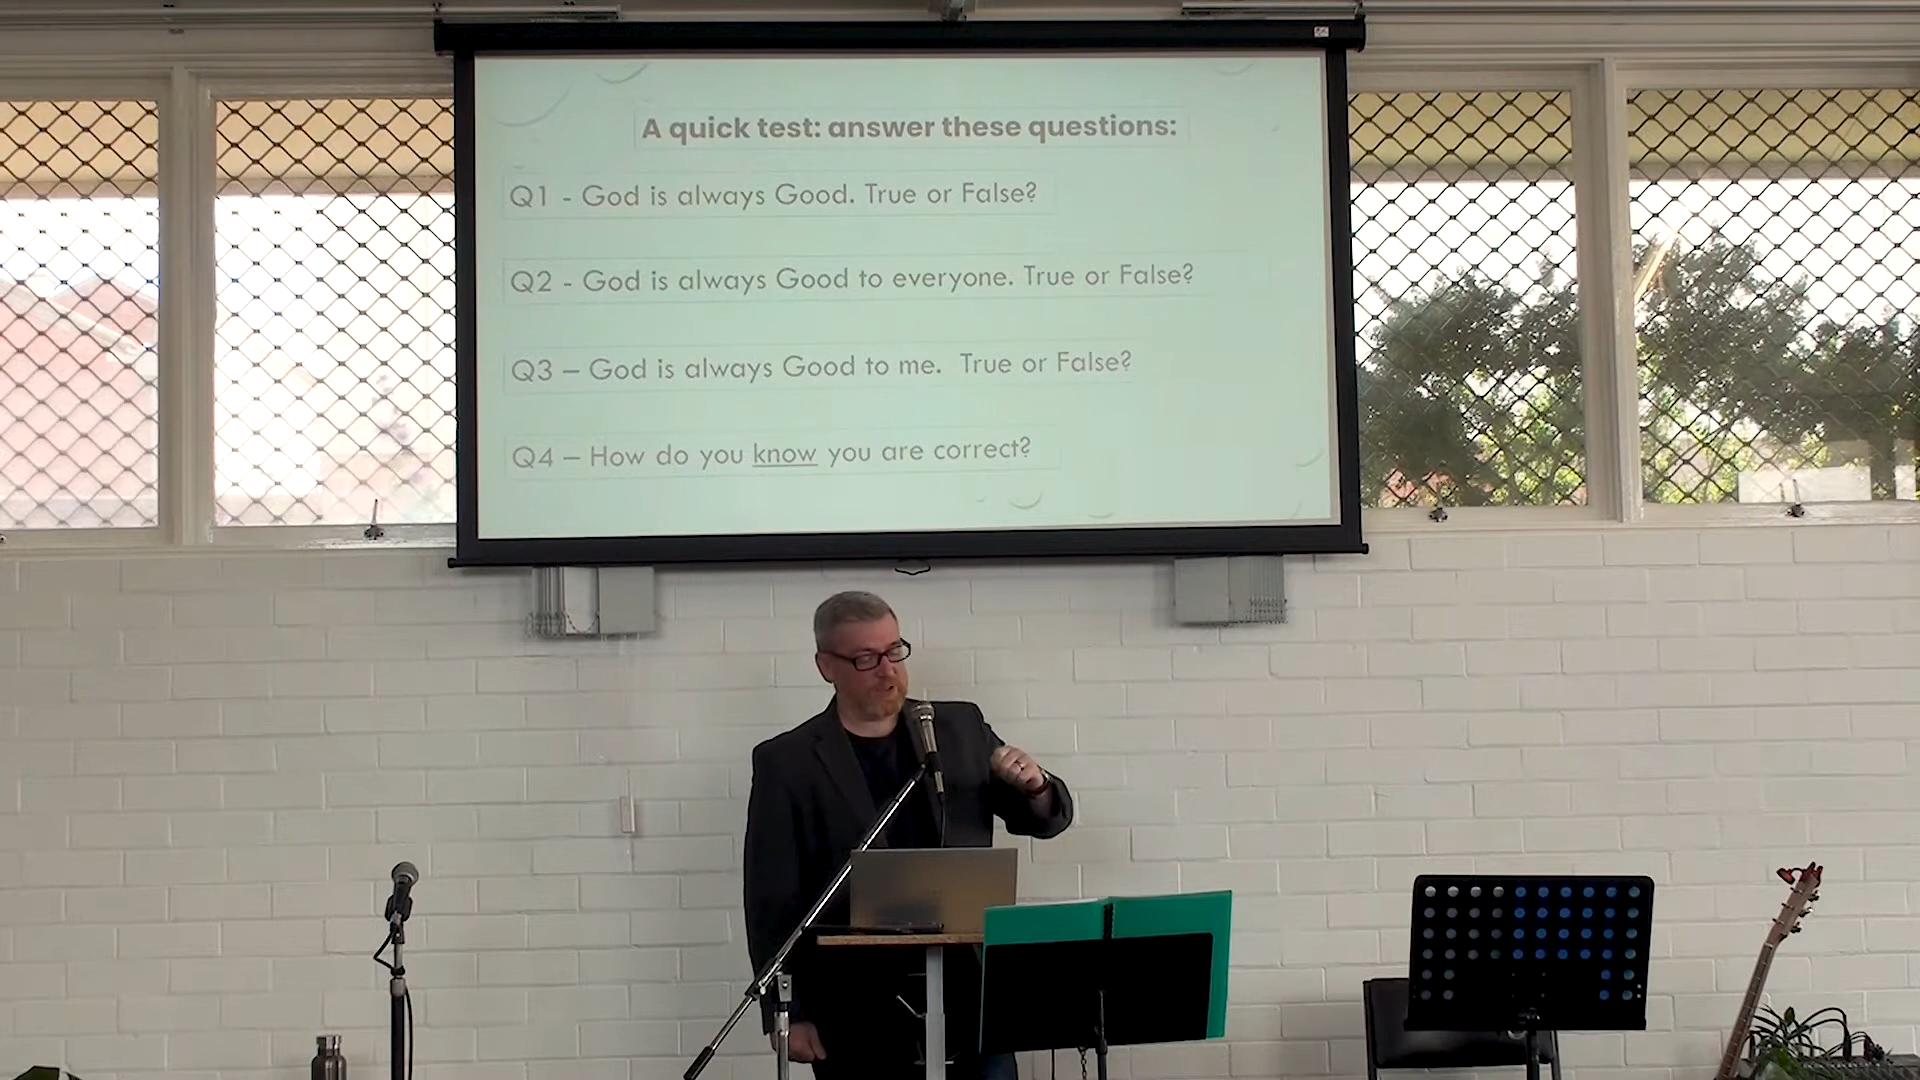 A quick test: answer these questions:
Q1 - God is always Good. True or False?
Q2 - God is always Good to everyone. True or False?
Q3 – God is always Good to me.  True or False?
Q4 – How do you know you are correct?